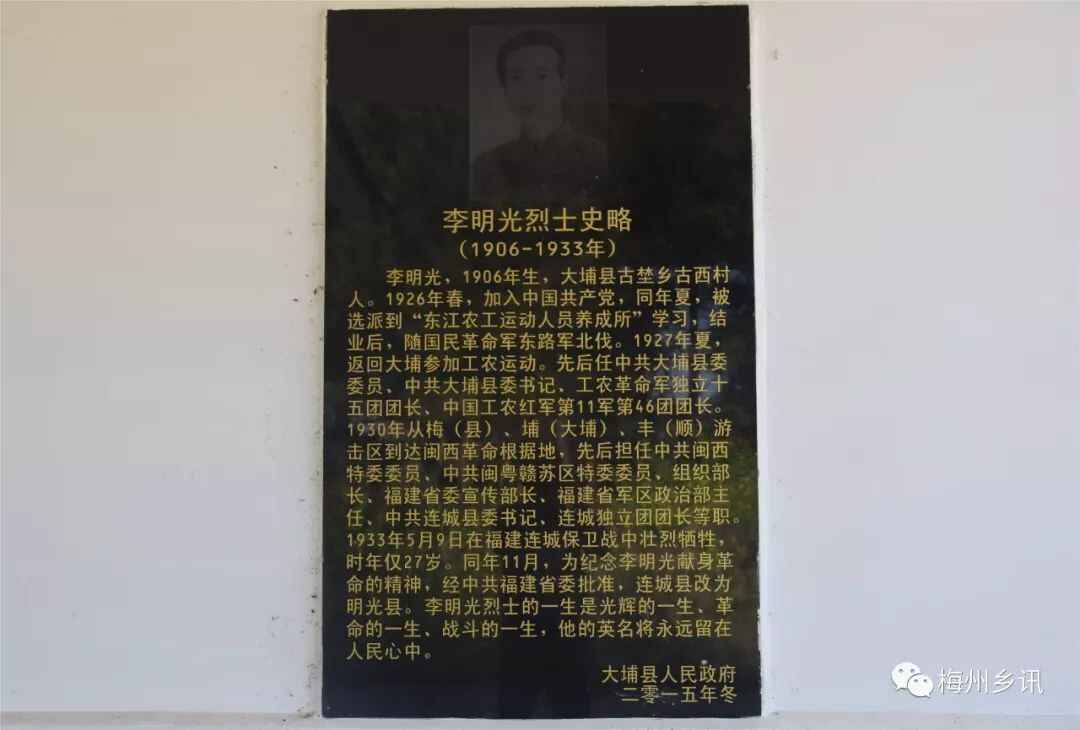 李明光烈士史略
（1906-1933年）
李明光，1906年生，大埔县古埜乡古西村
人。1926年春，加入中国共产党，同年夏，被
选派到“东江农工运动人员养成所”学习，结
业后，随国民革命军东路军北伐。1927年夏，
返回大埔参加工农运动。先后任中共大埔县委
委员、中共大埔县委书记、工农革命军独立十
五团团长、中国工农红军第11军第46团团长。
1930年从梅（县）、埔（大埔）、丰（顺）游
击区到达闽西革命根据地，先后担任中共闽西
特委委员、中共闽粤赣苏区特委委员、组织部
长、福建省委宣传部长、福建省军区政治部主
任、中共连城县委书记、连城独立团团长等职。
1933年5月9日在福建连城保卫战中壮烈牺牲，
时年仅27岁。同年11月，为纪念李明光献身革
命的精神，经中共福建省委批准，连城县改为
明光县。李明光烈士的一生是光辉的一生、革
命的一生、战斗的一生，他的英名将永远留在
人民心中。
大埔县人民政府
二零一五年冬
梅州乡讯